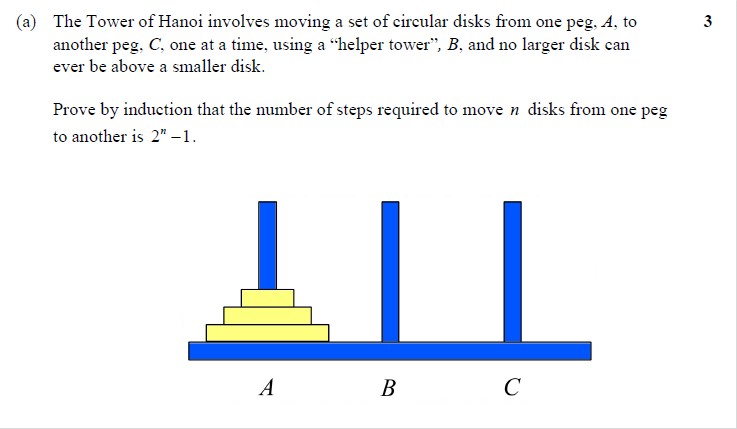 (a) The Tower of Hanoi involves moving a set of circular disks from one peg, A, to 3
another peg, C, one at a time, using a “helper tower”, B, and no larger disk can
ever be above a smaller disk.
Prove by induction that the number of steps required to move n disks from one peg
to another is 2ⁿ –1.
A B C